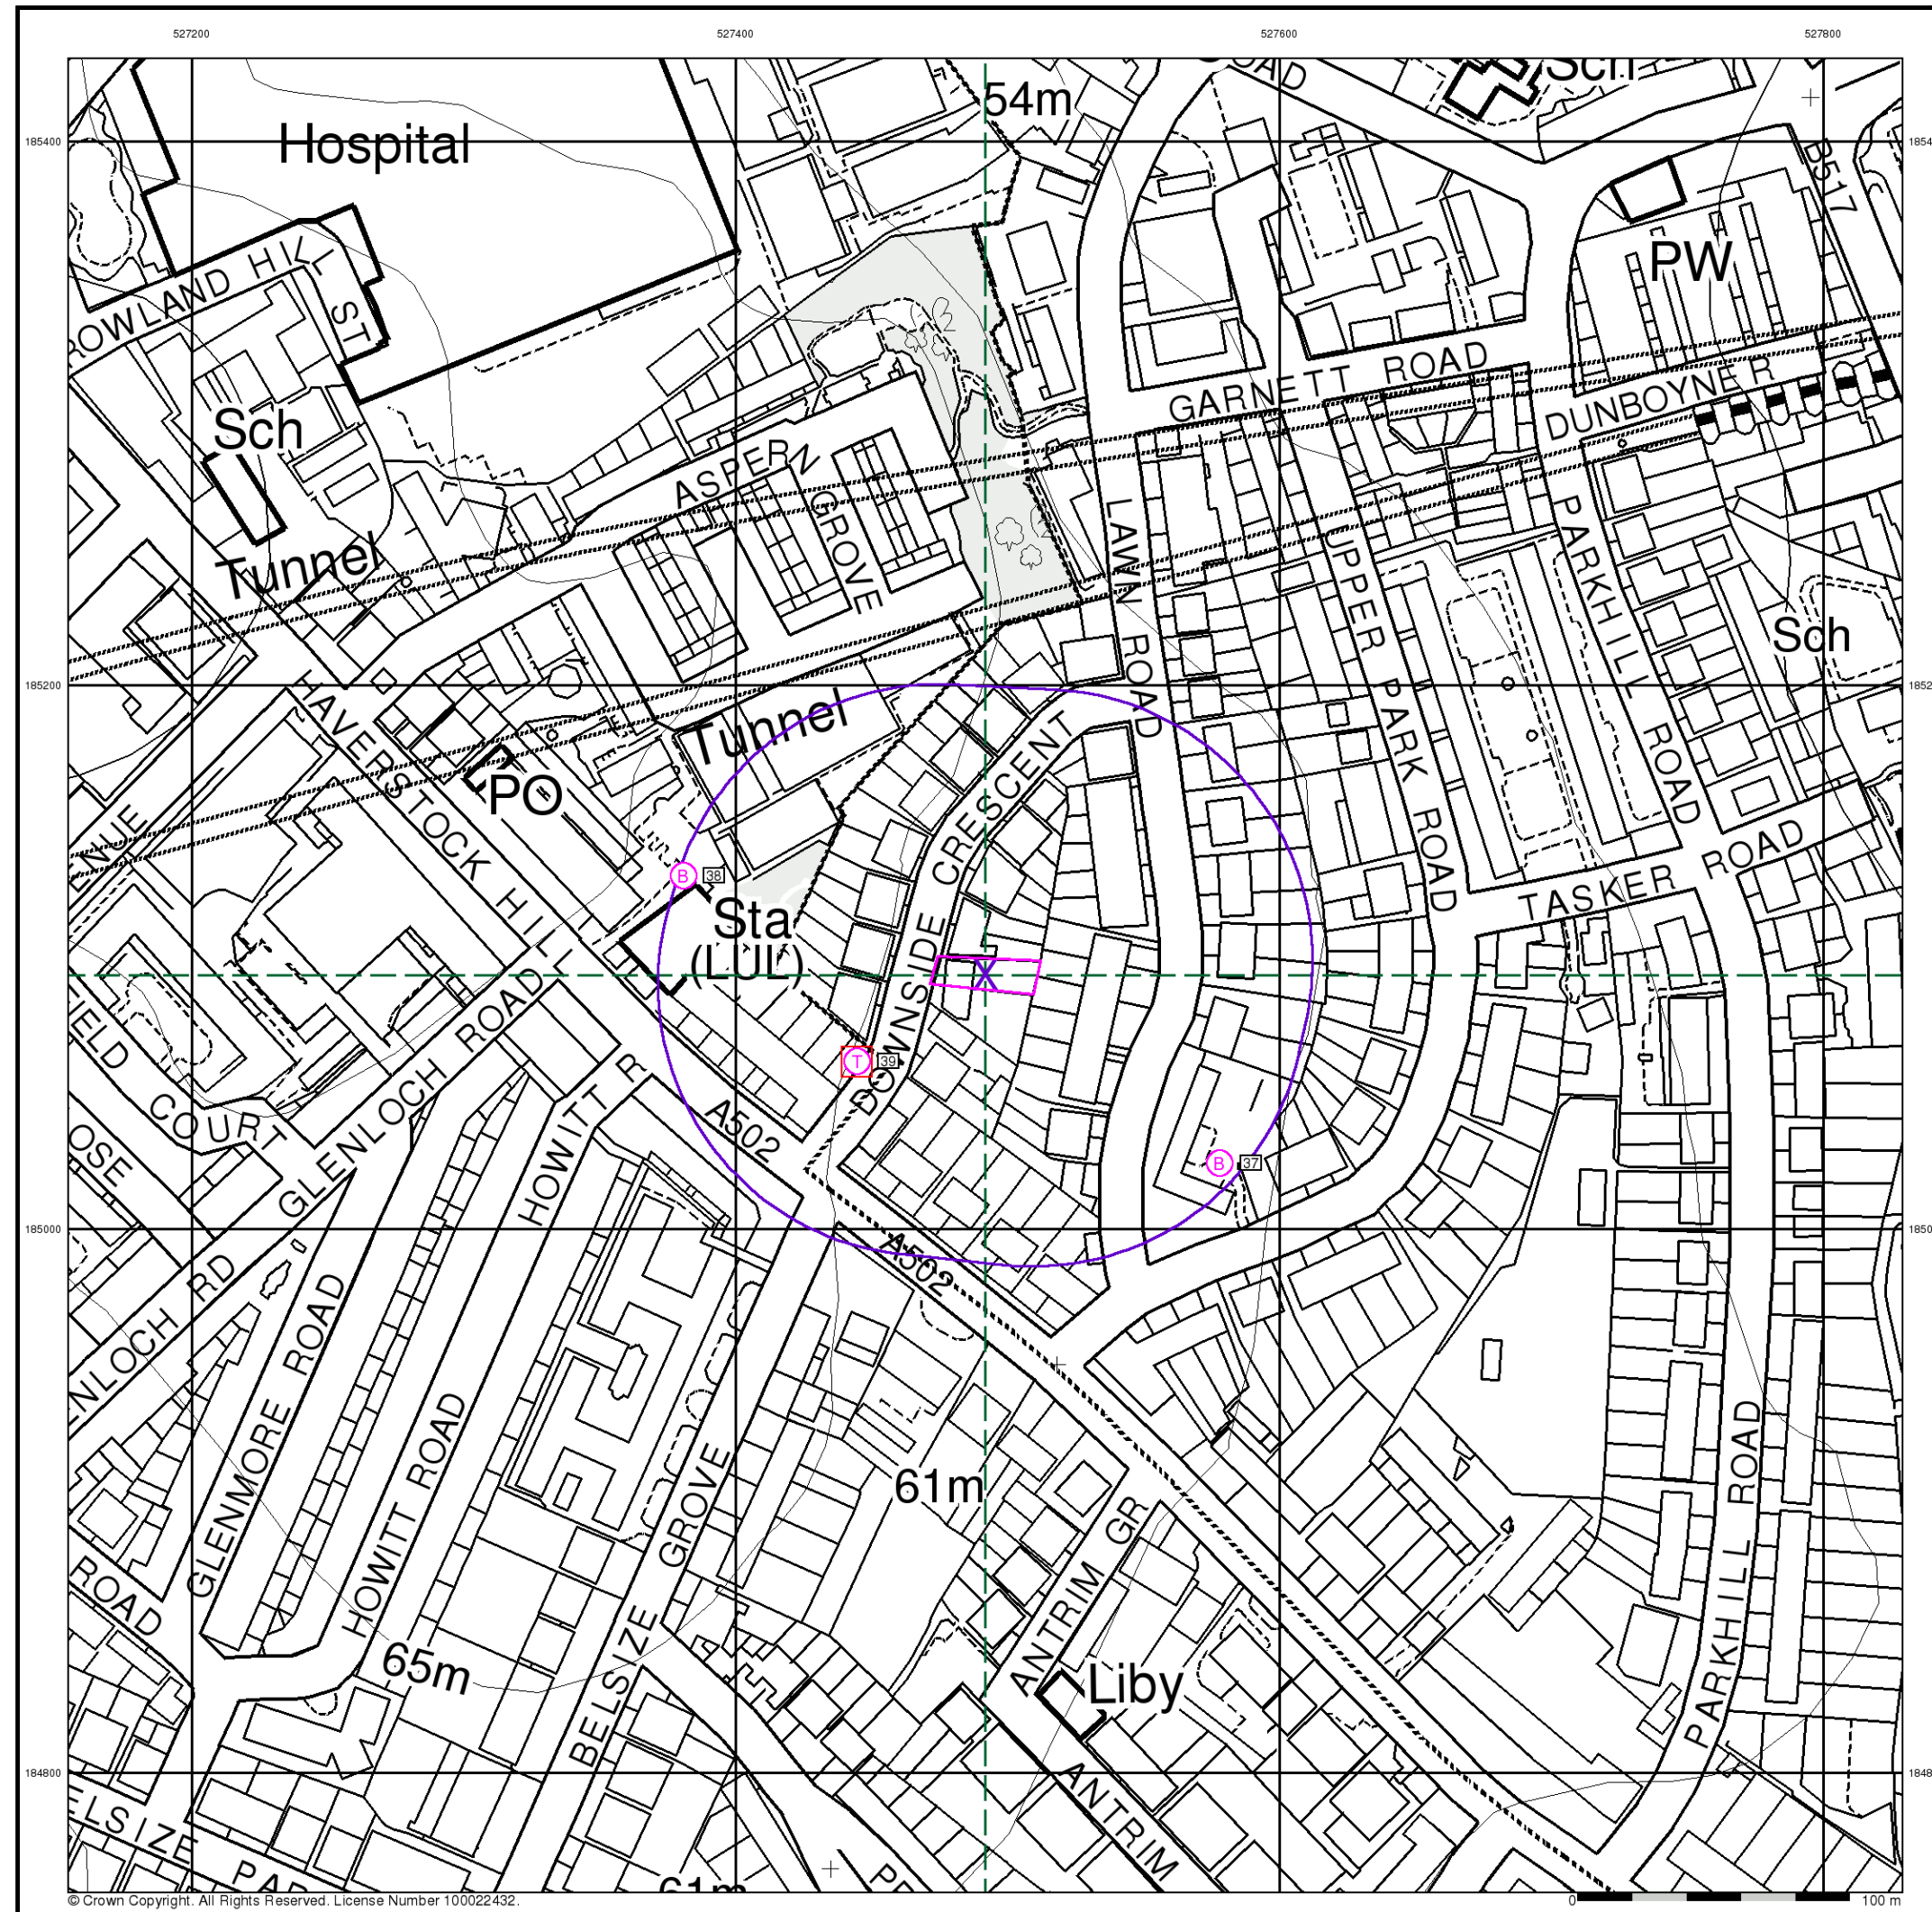 527200
527400
527600
527800
54m
Sch
185400
Hospital
B517
PW
ROWLAND HILL
ST
GARNETT ROAD
DUNBOYNE R
Sch
ASPERN
GROVE
Tunnel
LAWN ROAD
UPPER PARK ROAD
PARKHILL ROAD
Sch
185200
HAVERSTOCK HILL
Tunnel
PO
DOWNSIDE CRESCENT
TASKER ROAD
B 38
Sta
(LUL)
T 39
GLENLOCH ROAD
COURT
HOWITT R
A502
B 37
185000
A502
GLENMORE ROAD
HOWITT ROAD
BELSIZE GROVE
61m
ANTRIM GR
PARKHILL ROAD
ROAD
65m
Liby
184800
ANTRIM
61m
© Crown Copyright. All Rights Reserved. License Number 100022432.
0 100 m